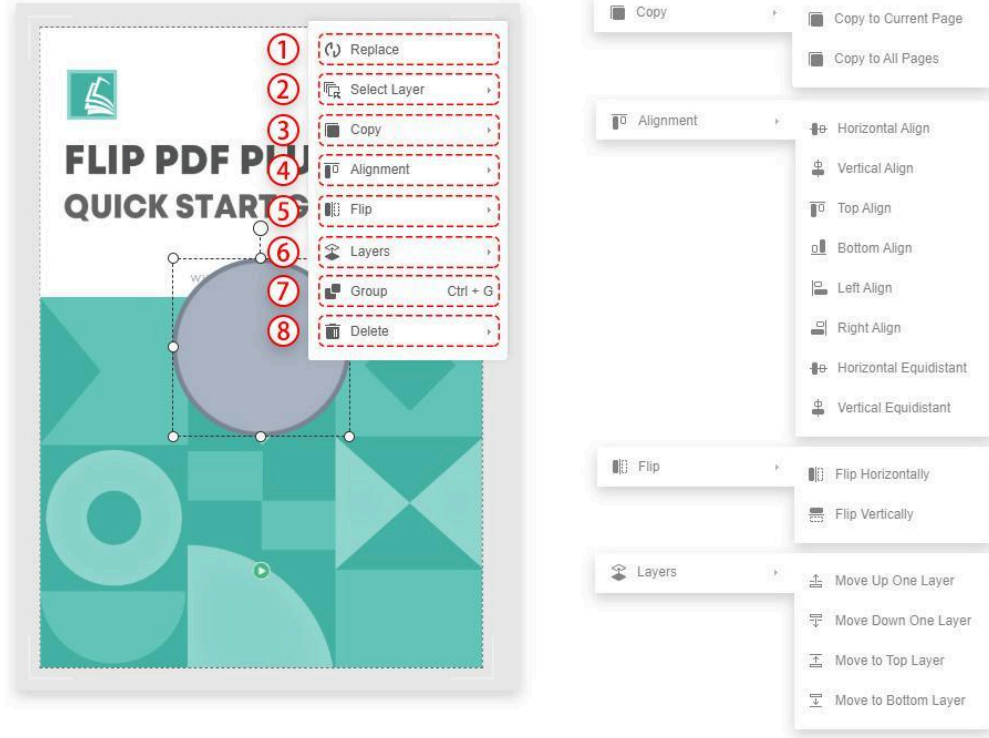 FLIP PDF PLU
QUICK START G
① Replace
② Select Layer
③ Copy
④ Alignment
⑤ Flip
⑥ Layers
⑦ Group Ctrl + G
⑧ Delete
Copy
Copy to Current Page
Copy to All Pages
Alignment
Horizontal Align
Vertical Align
Top Align
Bottom Align
Left Align
Right Align
Horizontal Equidistant
Vertical Equidistant
Flip
Flip Horizontally
Flip Vertically
Layers
Move Up One Layer
Move Down One Layer
Move to Top Layer
Move to Bottom Layer